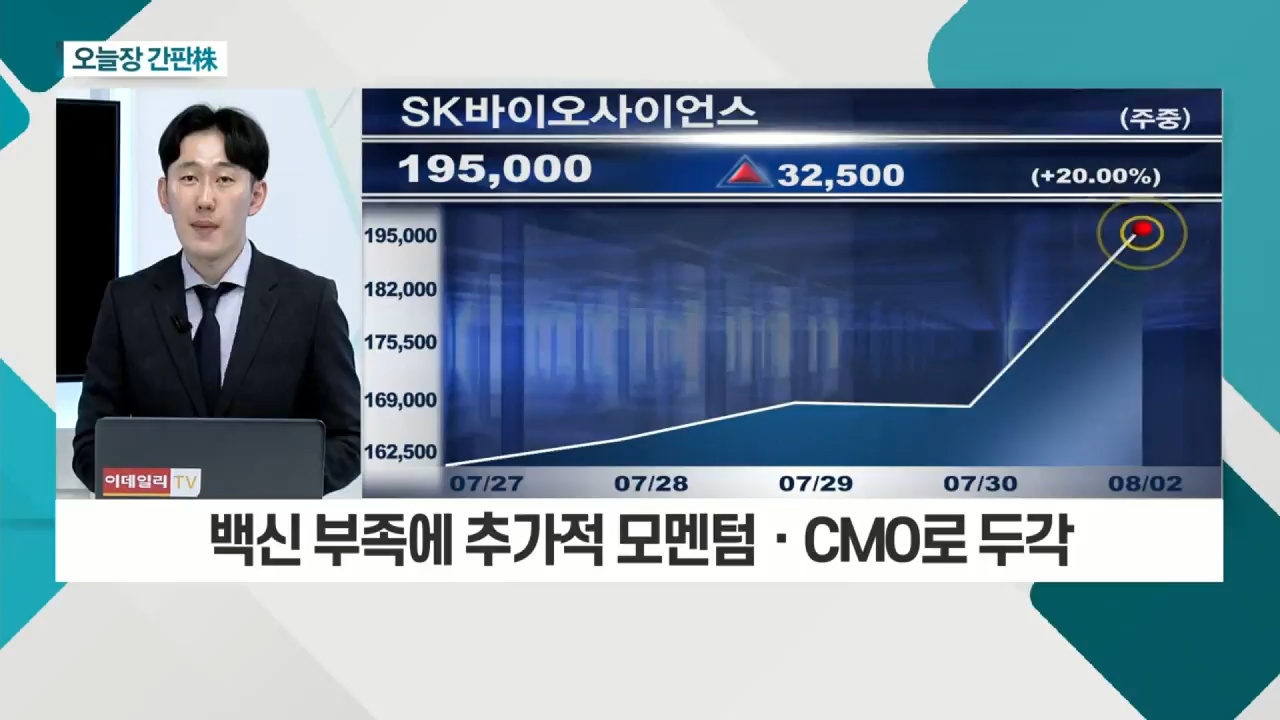 오늘장 간판株
SK바이오사이언스
(주중)
195,000
32,500
(+20.00%)
195,000
182,000
175,500
169,000
162,500
07/27
07/28
07/29
07/30
08/02
이데일리 TV
백신 부족에 추가적 모멘텀·CMO로 두각